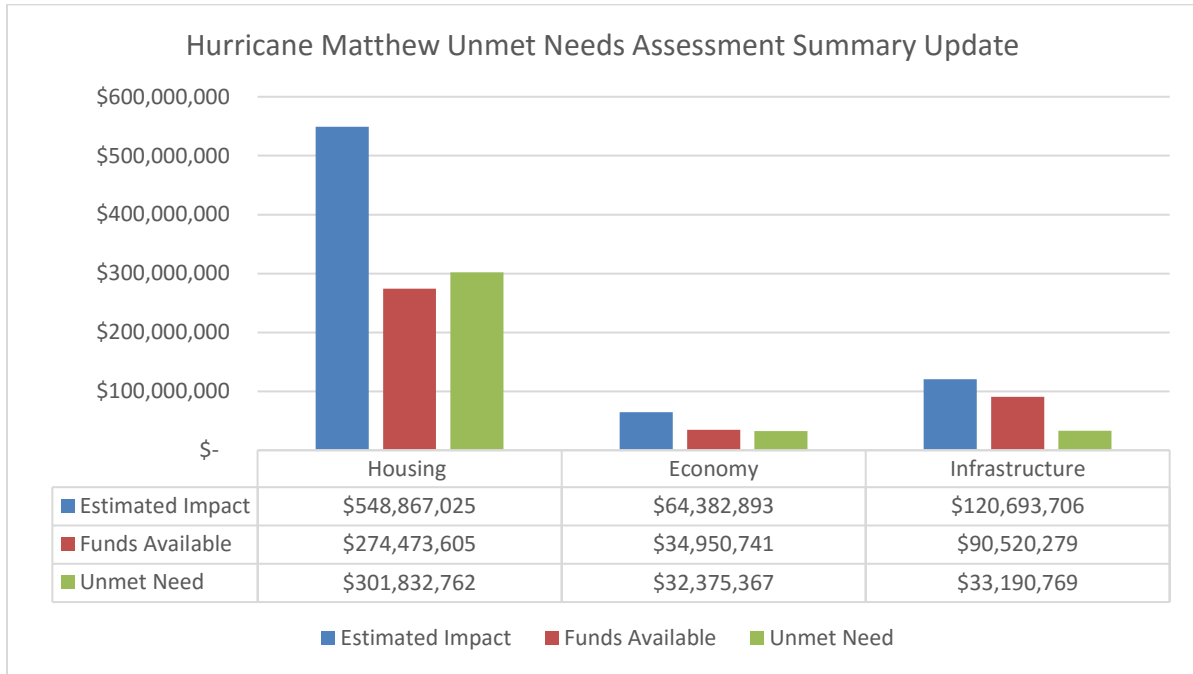 Hurricane Matthew Unmet Needs Assessment Summary Update
$600,000,000
$500,000,000
$400,000,000
$300,000,000
$200,000,000
$100,000,000
$-
Housing Economy Infrastructure
Estimated Impact $548,867,025 $64,382,893 $120,693,706
Funds Available $274,473,605 $34,950,741 $90,520,279
Unmet Need $301,832,762 $32,375,367 $33,190,769
Estimated Impact Funds Available Unmet Need